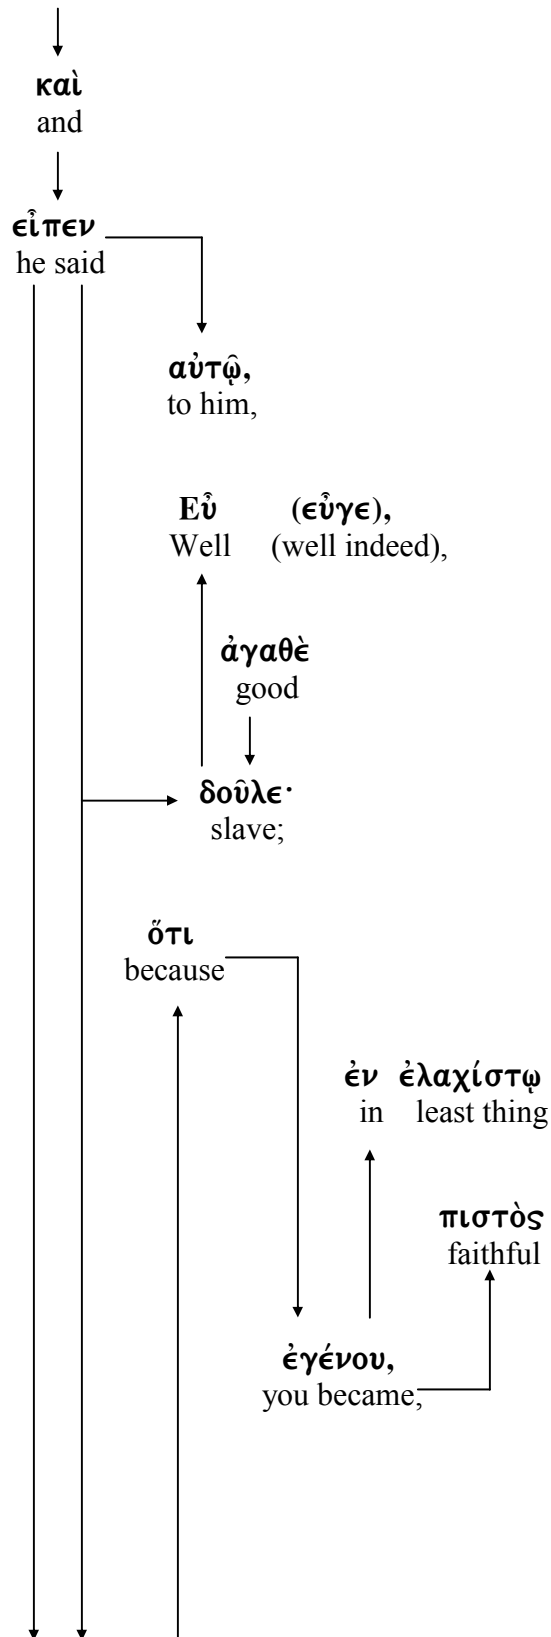 καὶ
and
εἶπεν
he said
αὐτῷ,
to him,
Εὖ (εὖγε),
Well (well indeed),
ἀγαθὲ
good
δοῦλε·
slave;
ὅτι
because
ἐν ἐλαχίστῳ
in least thing
πιστὸς
faithful
ἐγένου,
you became,